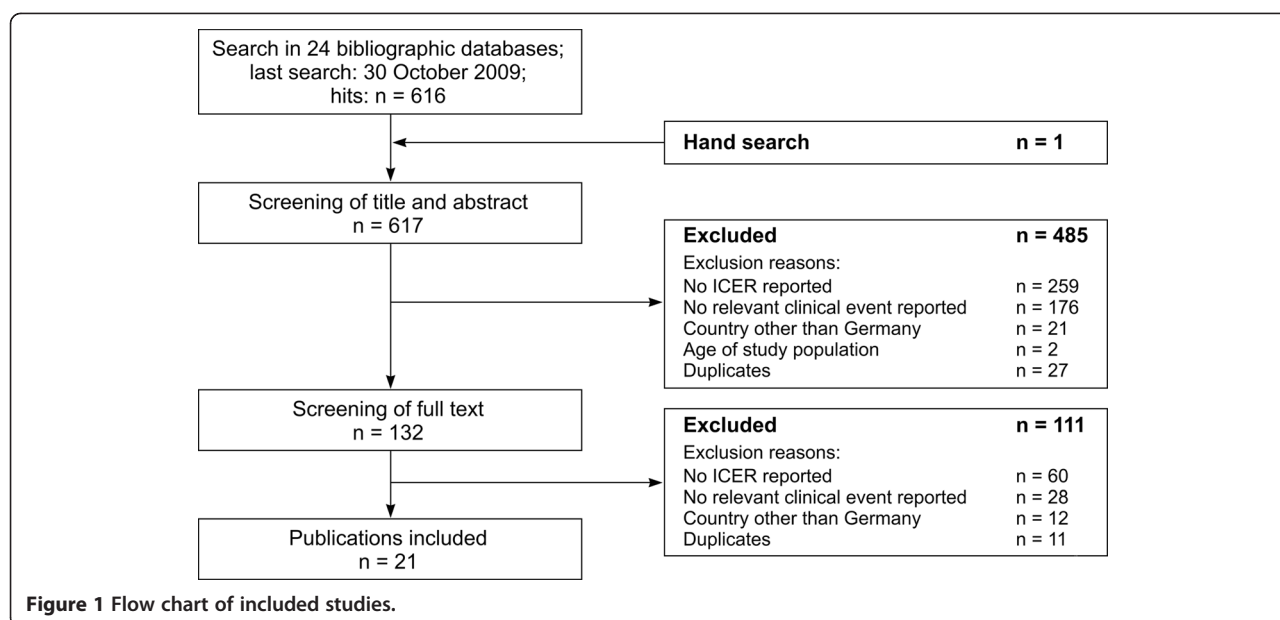 Search in 24 bibliographic databases;
last search: 30 October 2009;
hits: n = 616
Hand search n = 1
Screening of title and abstract
n = 617
Excluded n = 485
Exclusion reasons:
No ICER reported n = 259
No relevant clinical event reported n = 176
Country other than Germany n = 21
Age of study population n = 2
Duplicates n = 27
Screening of full text
n = 132
Excluded n = 111
Exclusion reasons:
No ICER reported n = 60
No relevant clinical event reported n = 28
Country other than Germany n = 12
Duplicates n = 11
Publications included
n = 21
Figure 1 Flow chart of included studies.